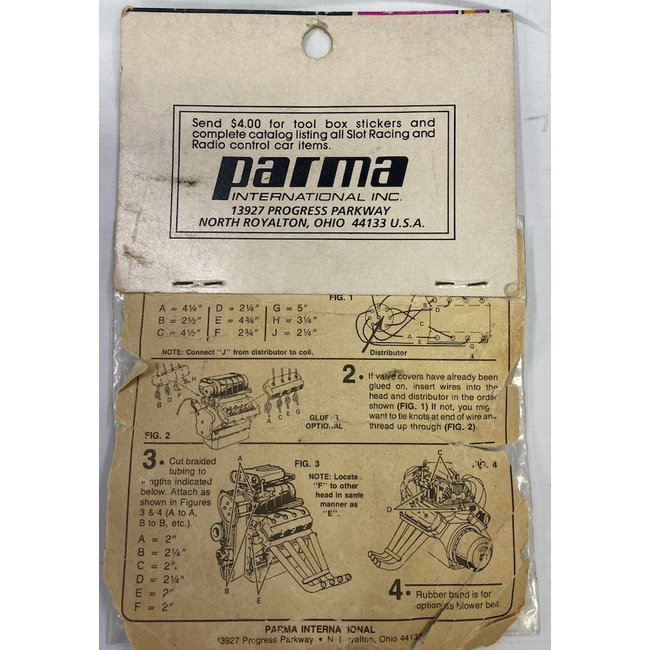 Send $4.00 for tool box stickers and
complete catalog listing all Slot Racing and
Radio control car items.
parma
INTERNATIONAL INC.
13927 PROGRESS PARKWAY
NORTH ROYALTON, OHIO 44133 U.S.A.
FIG. 1
A = 4¼" D = 2¼" G = 5"
B = 2½" E = 4¾" H = 3¼"
C = 4½" F = 2¾" J = 2¼"
NOTE: Connect "J" from distributor to coil.
B
D
C
A
E
F
G
Distributor
2. If valve covers have already been
glued on, insert wires into the
head and distributor in the order
shown (FIG. 1) If not, you
want to tie knots at end of wire
thread up through (FIG. 2).
H
F
D
B
A
C
E
G
FIG. 2
OPTIONAL
3. Cut braided
tubing to
indicated
below. Attach as
shown in Figures
3 & 4 (A to A,
B to B, etc.).
A = 2"
B = 2¼"
C = 2"
D = 2¼"
E = 2"
F = 2"
A
FIG. 3
NOTE: Locate
"F" to other
head in same
manner as
"E".
B
E
C
FIG. 4
D
4. Rubber band is for
optional blower belt.
PARMA INTERNATIONAL
13927 Progress Parkway • Royalton, Ohio